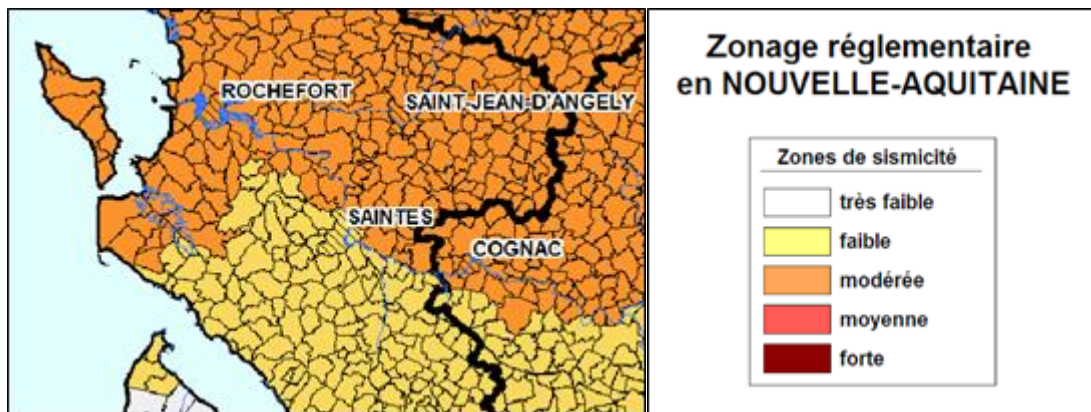 ROCHEFORT
SAINT-JEAN-D'ANGELY
SAINTES
COGNAC
Zonage réglementaire
en NOUVELLE-AQUITAINE
Zones de sismicité
très faible
faible
modérée
moyenne
forte